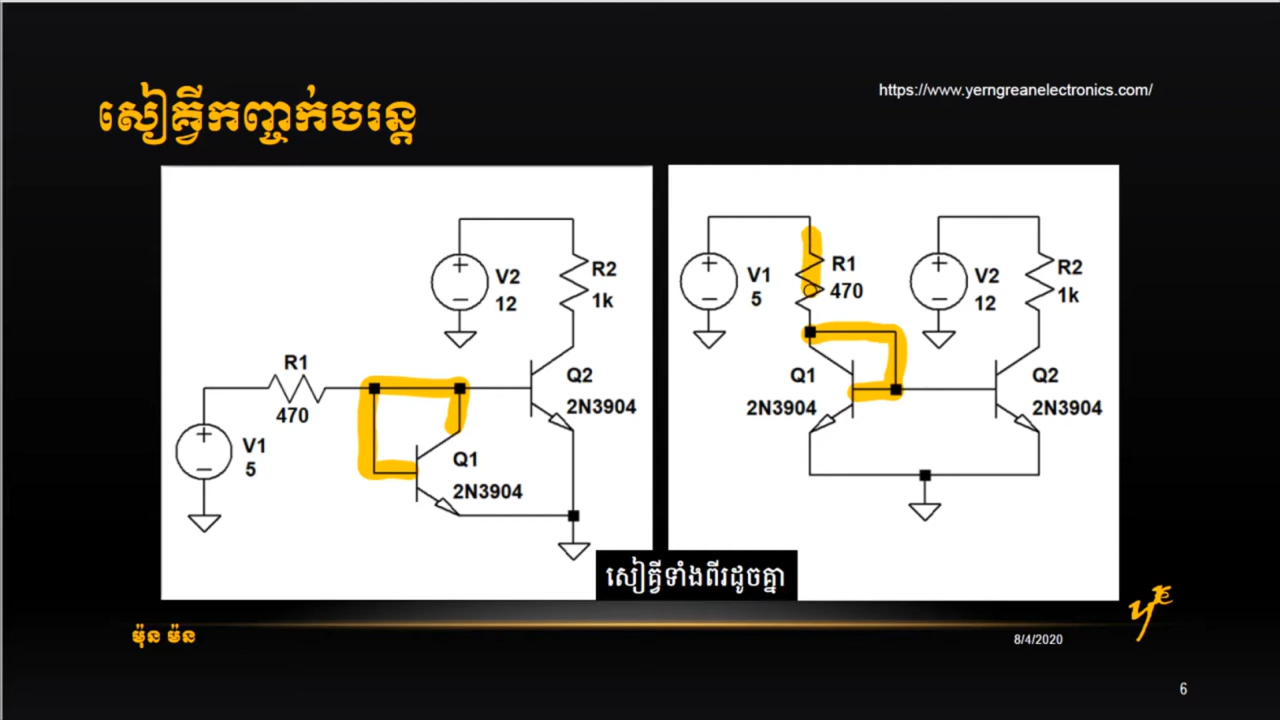 សៀគ្វីកញ្ចក់ចរន្ត
https://www.yerngreanelectronics.com/
V2
12
R2
1k
R1
470
V1
5
Q2
2N3904
Q1
2N3904
V1
5
R1
470
V2
12
R2
1k
Q1
2N3904
Q2
2N3904
សៀគ្វីទាំងពីរដូចគ្នា
ម៉ុន ម៉ន
8/4/2020
6